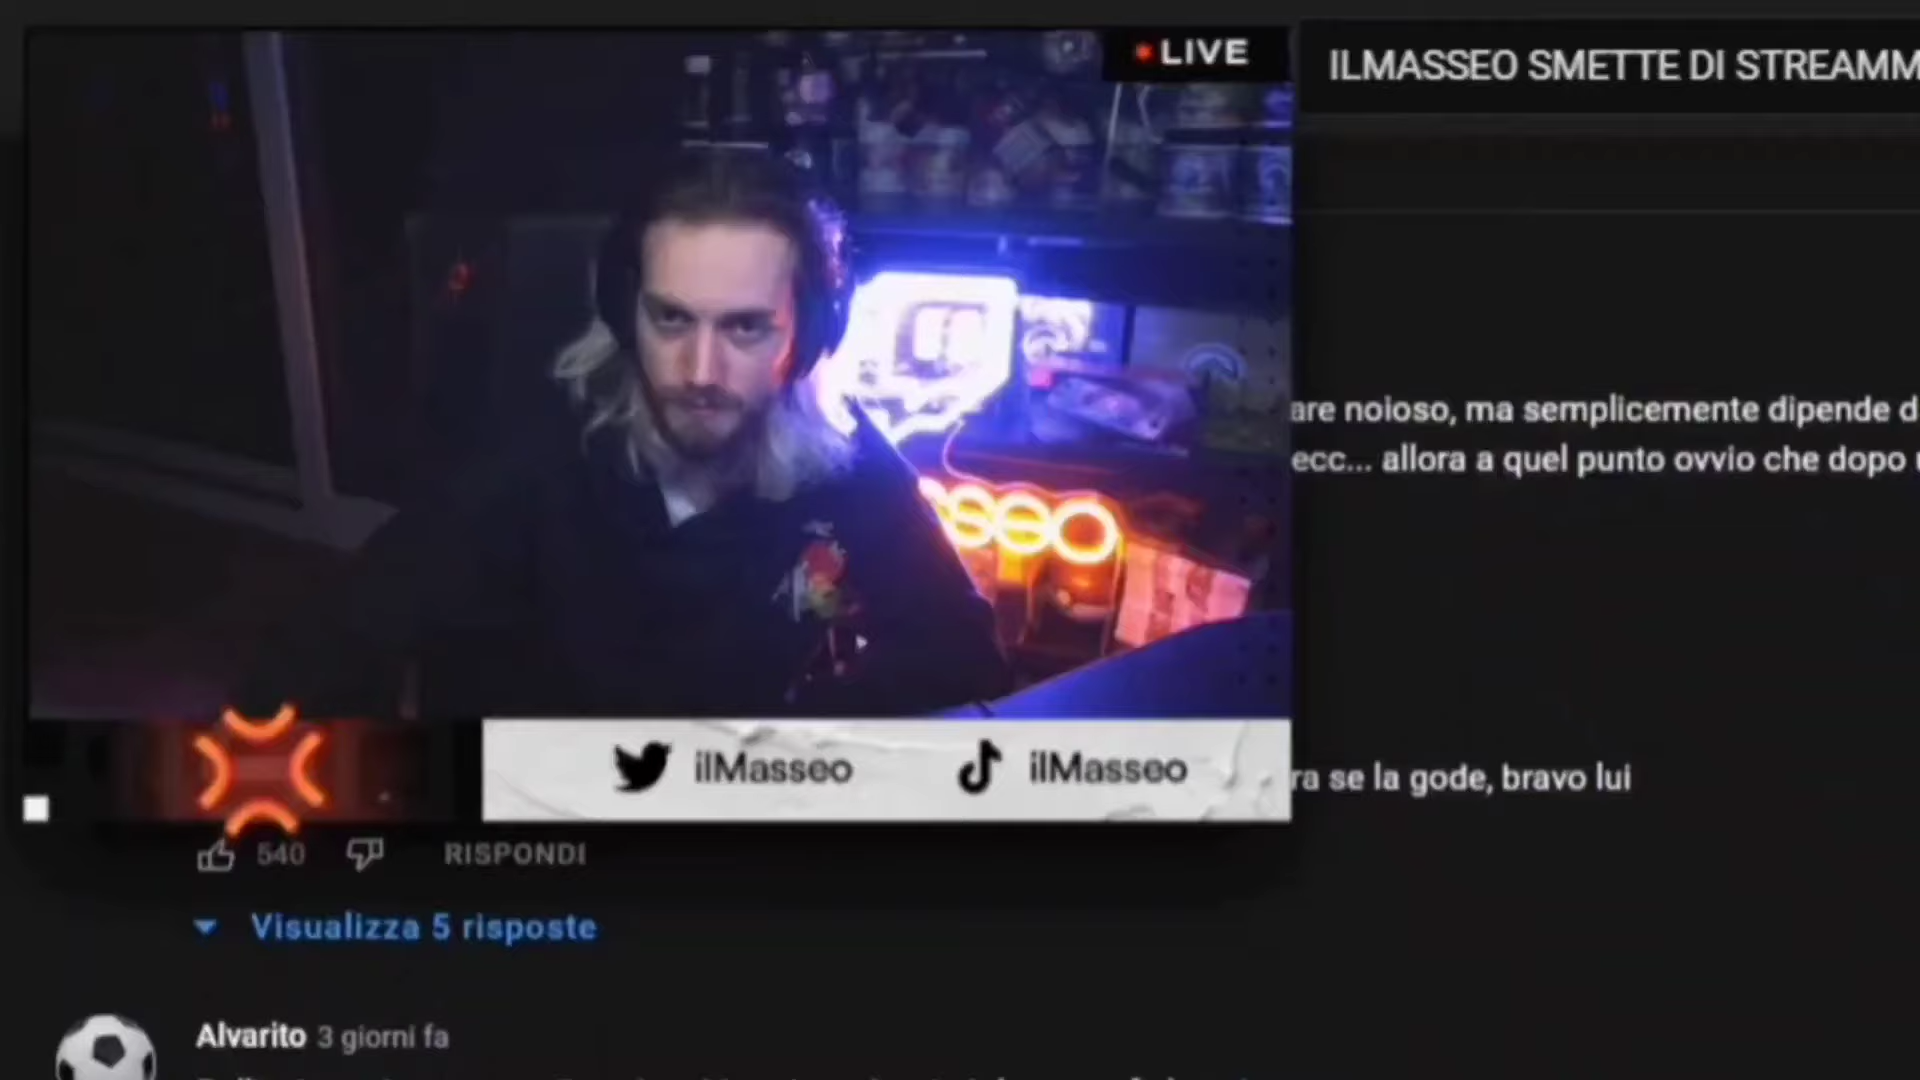 LIVE
ILMASSEO SMETTE DI STREAMM
are noioso, ma semplicemente dipende d
ecc... allora a quel punto ovvio che dopo
sseo
ilMasseo
ilMasseo
ra se la gode, bravo lui
540
RISPONDI
Visualizza 5 risposte
Alvarito 3 giorni fa